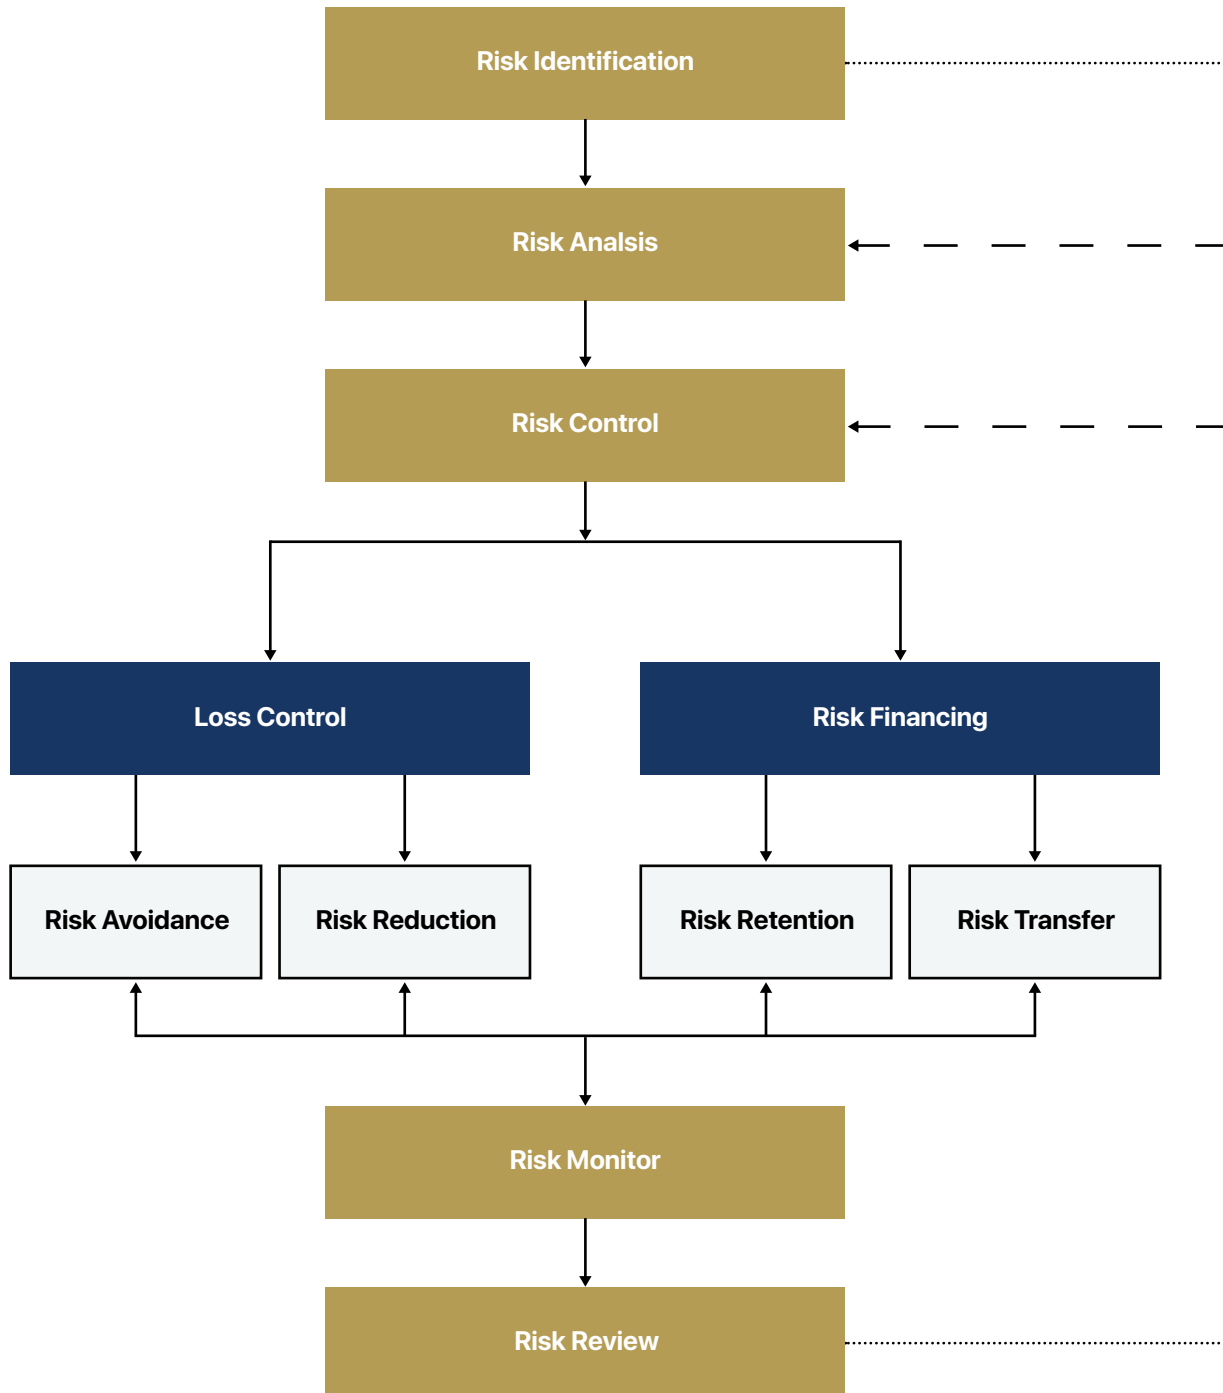 Risk Identification
Risk Analsis
Risk Control
Loss Control
Risk Financing
Risk Avoidance
Risk Reduction
Risk Retention
Risk Transfer
Risk Monitor
Risk Review